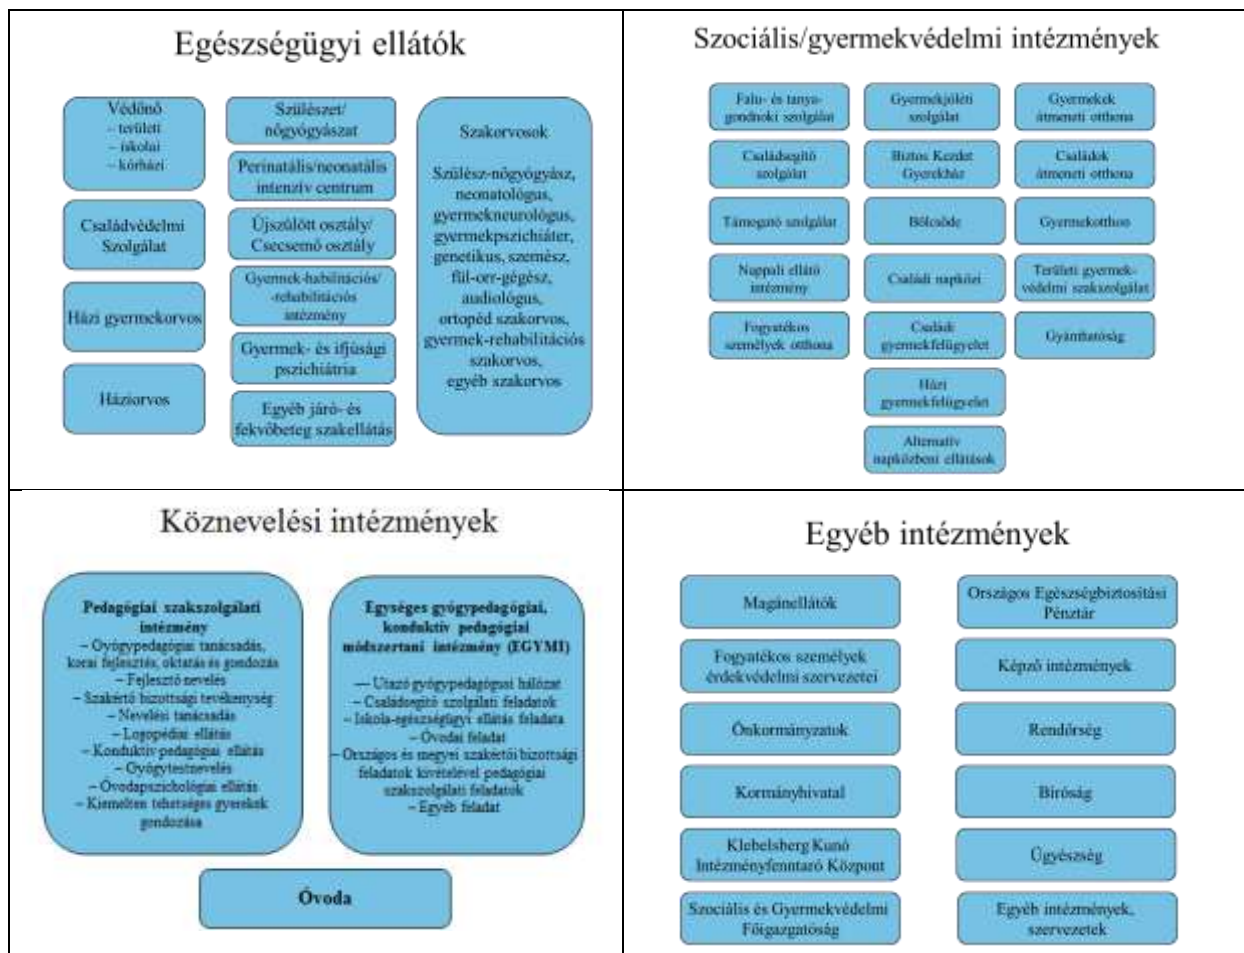 Egészségügyi ellátók
Védőnő
– területi
– iskolai
– kórházi
Családvédelmi
Szolgálat
Házi gyermekorvos
Háziorvos
Szülészet/
nőgyógyászat
Perinatális/neonatális
intenzív centrum
Újszülött osztály/
Csecsemő osztály
Gyermek-habilitációs/
-rehabilitációs
intézmény
Gyermek- és ifjúsági
pszichiátria
Egyéb járó- és
fekvőbeteg szakellátás
Szakorvosok
Szülész-nőgyógyász,
neonatológus,
gyermekneurológus,
gyermekpszichiáter,
genetikus, szemész,
fül-orr-gégész,
audiológus,
ortopéd szakorvos,
gyermek-rehabilitációs
szakorvos,
egyéb szakorvos
Szociális/gyermekvédelmi intézmények
Falu- és tanya-
gondnoki szolgálat
Családsegítő
szolgálat
Támogató szolgálat
Nappali ellátó
intézmény
Fogyatékos
személyek otthona
Gyermekjóléti
szolgálat
Biztos Kezdet
Gyerekház
Bölcsőde
Családi napközi
Családi
gyermekfelügyelet
Házi
gyermekfelügyelet
Alternatív
napközbeni ellátások
Gyermekek
átmeneti otthona
Családok
átmeneti otthona
Gyermekotthon
Területi gyermek-
védelmi szakszolgálat
Gyámhatóság
Köznevelési intézmények
Pedagógiai szakszolgálati
intézmény
– Gyógypedagógiai tanácsadás,
korai fejlesztés, oktatás és gondozás
– Fejlesztő nevelés
– Szakértő bizottsági tevékenység
– Nevelési tanácsadás
– Logopédiai ellátás
– Konduktív pedagógiai ellátás
– Gyógytestnevelés
– Óvodapszichológiai ellátás
– Kiemelten tehetséges gyerekek
gondozása
Egységes gyógypedagógiai,
konduktív pedagógiai
módszertani intézmény (EGYMI)
— Utazó gyógypedagógusi hálózat
– Családsegítő szolgálati feladatok
– Iskola-egészségügyi ellátás feladata
– Óvodai feladat
– Országos és megyei szakértői bizottsági
feladatok kivételével pedagógiai
szakszolgálati feladatok
– Egyéb feladat
Óvoda
Egyéb intézmények
Magánellátók
Fogyatékos személyek
érdekvédelmi szervezetei
Önkormányzatok
Kormányhivatal
Klebelsberg Kunó
Intézményfenntartó Központ
Szociális és Gyermekvédelmi
Főigazgatóság
Országos Egészségbiztosítási
Pénztár
Képző intézmények
Rendőrség
Bíróság
Ügyészség
Egyéb intézmények,
szervezetek